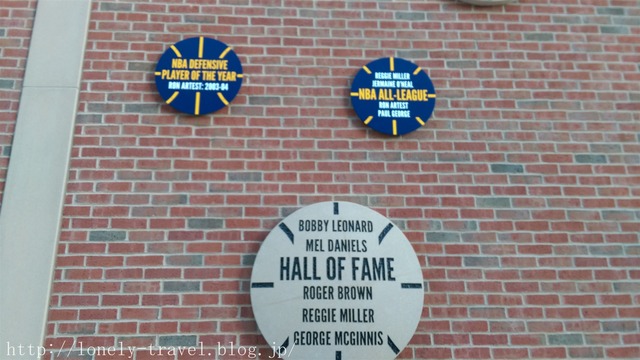 NBA DEFENSIVE
PLAYER OF THE YEAR
RON ARTEST: 2003-04
REGGIE MILLER
JERMAINE O'NEAL
NBA ALL-LEAGUE
RON ARTEST
PAUL GEORGE
BOBBY LEONARD
MEL DANIELS
HALL OF FAME
ROGER BROWN
REGGIE MILLER
GEORGE MCGINNIS
http://lonely-travel.blog.jp/